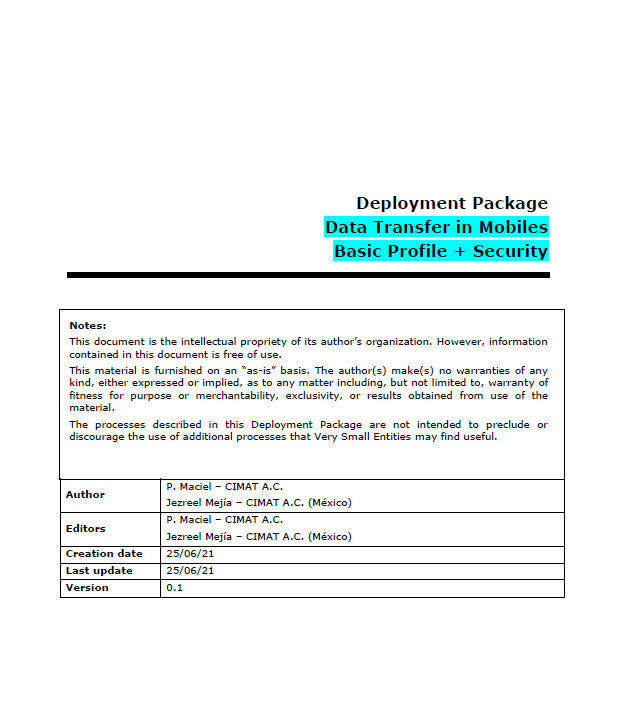 Deployment Package
Data Transfer in Mobiles
Basic Profile + Security
Notes:
This document is the intellectual propriety of its author's organization. However, information
contained in this document is free of use.
This material is furnished on an “as-is” basis. The author(s) make(s) no warranties of any
kind, either expressed or implied, as to any matter including, but not limited to, warranty of
fitness for purpose or merchantability, exclusivity, or results obtained from use of the
material.
The processes described in this Deployment Package are not intended to preclude or
discourage the use of additional processes that Very Small Entities may find useful.
Author
P. Maciel – CIMAT A.C.
Jezreel Mejía – CIMAT A.C. (México)
Editors
P. Maciel – CIMAT A.C.
Jezreel Mejía – CIMAT A.C. (México)
Creation date 25/06/21
Last update 25/06/21
Version 0.1